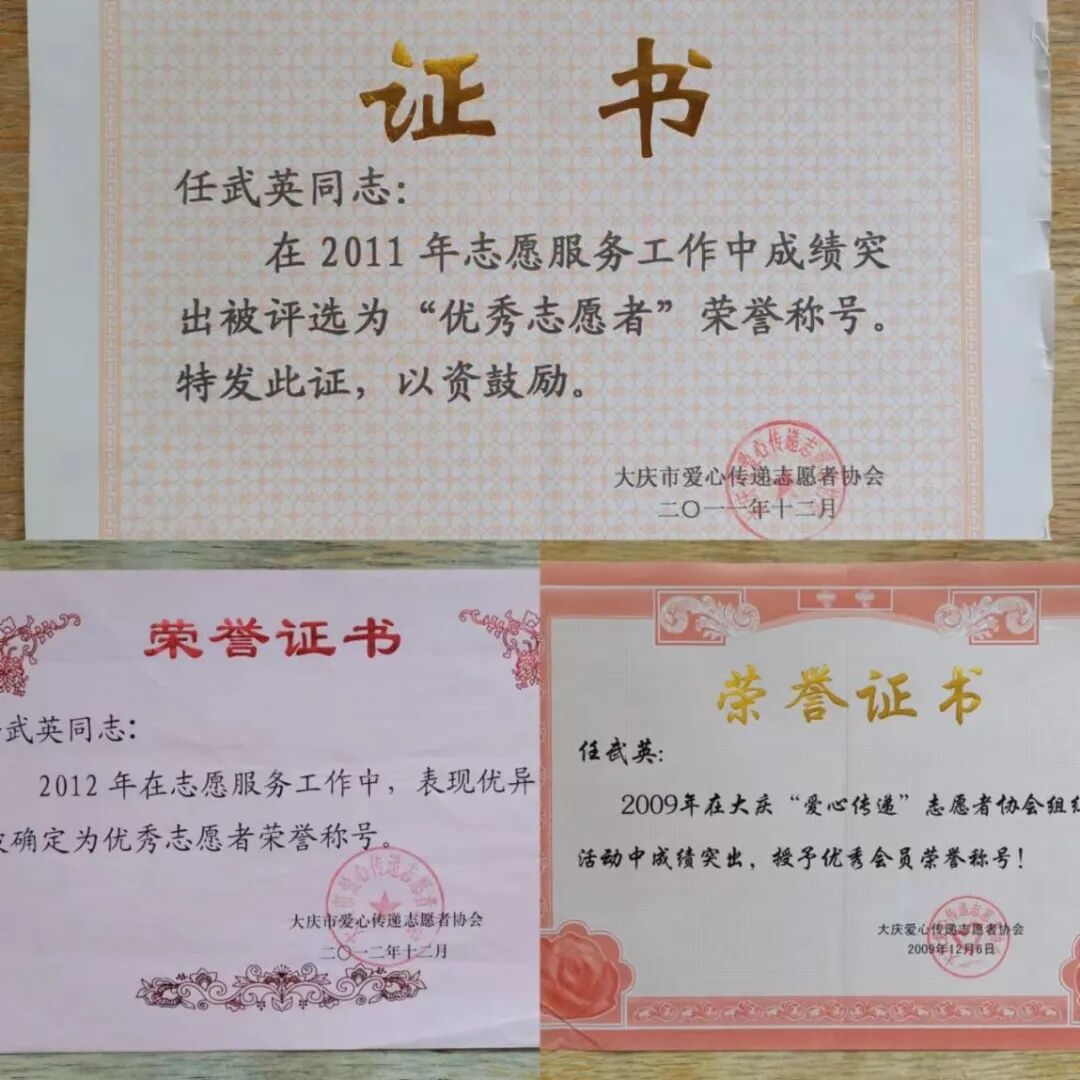 证书
任武英同志：
在2011年志愿服务工作中成绩突
出被评选为“优秀志愿者”荣誉称号。
特发此证，以资鼓励。
大庆市爱心传递志愿者协会
二〇一一年十二月
荣誉证书
武英同志：
2012年在志愿服务工作中，表现优异
确定为优秀志愿者荣誉称号。
大庆市爱心传递志愿者协会
二〇一二年十二月
荣誉证书
任武英：
2009年在大庆“爱心传递”志愿者协会组
活动中成绩突出，授予优秀会员荣誉称号！
大庆爱心传递志愿者协会
2009年12月6日